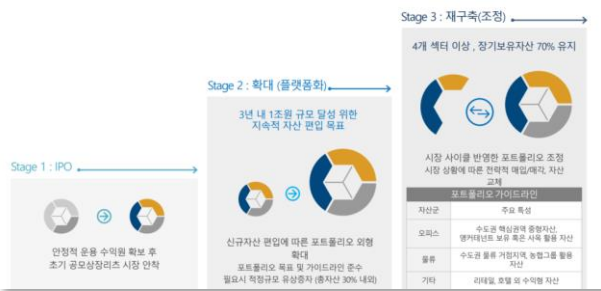 Stage 1 : IPO
안정적 운용 수익원 확보 후
초기 공모상장리츠 시장 안착
Stage 2 : 확대 (플랫폼화)
3년 내 1조원 규모 달성 위한
지속적 자산 편입 목표
신규자산 편입에 따른 포트폴리오 외형
확대
포트폴리오 목표 및 가이드라인 준수
필요시 적정규모 유상증자 (총자산 30% 내외)
Stage 3 : 재구축(조정)
4개 섹터 이상 , 장기보유자산 70% 유지
시장 사이클 반영한 포트폴리오 조정
시장 상황에 따른 전략적 매입/매각, 자산
교체
포트폴리오 가이드라인
자산군 주요 특성
오피스 수도권 핵심권역 중형자산,
앵커테넌트 보유 혹은 사옥 활용 자산
물류 수도권 물류 거점지역, 농협그룹 활용
자산
기타 리테일, 호텔 외 수익형 자산